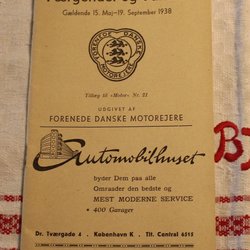 Gældende 15. Maj-19. September 1938
FORENEDE DANSKE
MOTOREJERE
Tillæg til «Motor» Nr. 21
UDGIVET AF
FORENEDE DANSKE MOTOREJERE
Automobilhuset
byder Dem paa alle
Omraader den bedste og
MEST MODERNE SERVICE
• 400 Garager
Dr. Tværgade 4 . København K . Tlf. Central 6515